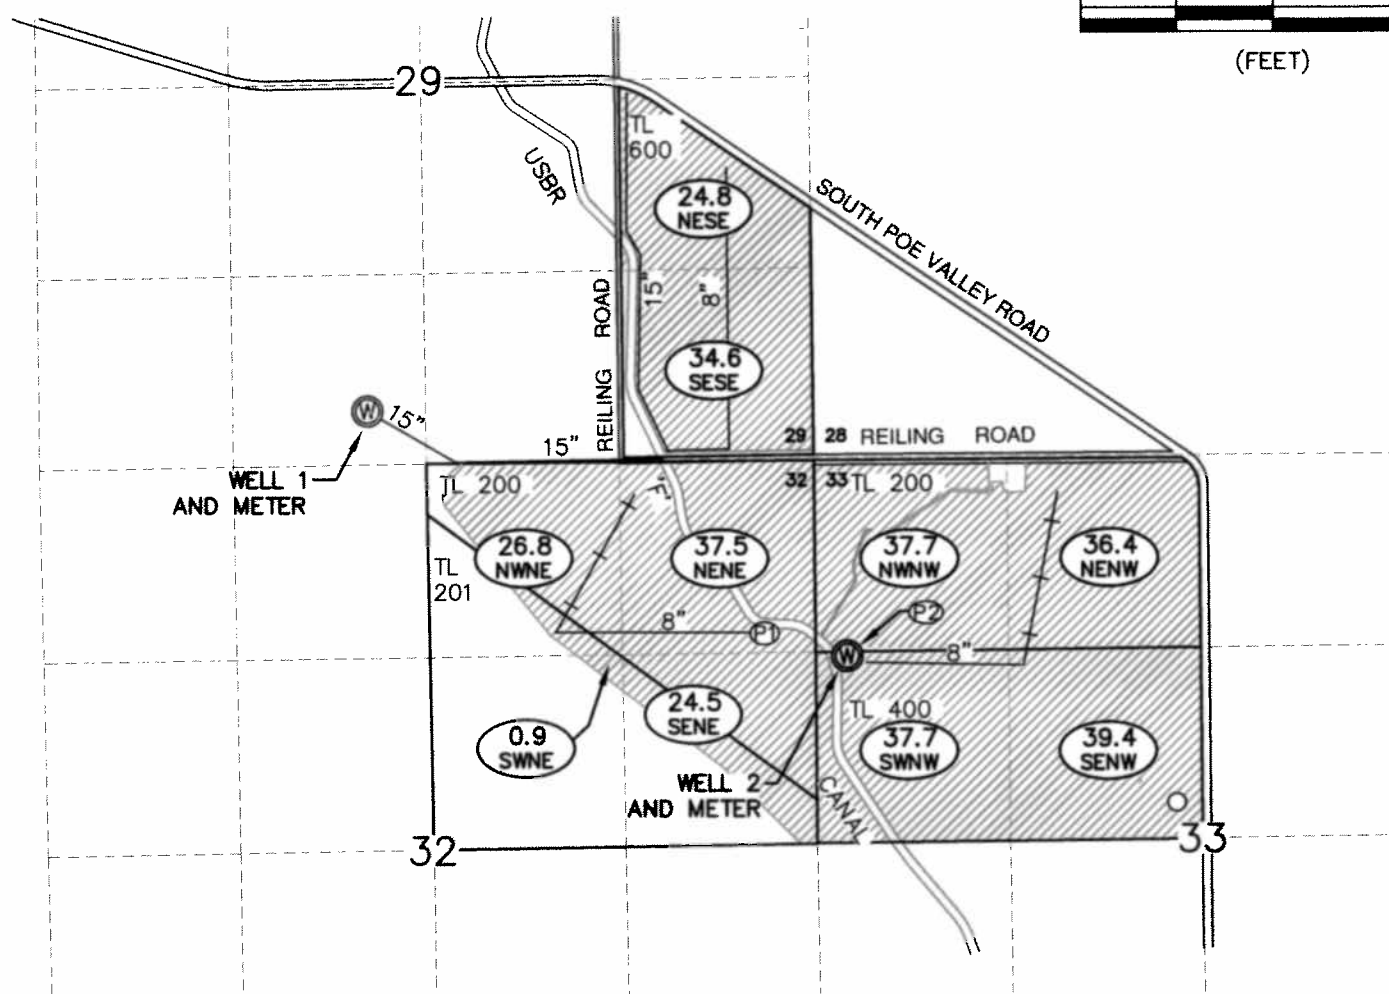 (FEET)
29
TL
600
USBR
24.8
NESE
SOUTH POE VALLEY ROAD
15"
8"
REILING ROAD
34.6
SESE
W
15"
15"
29
28
REILING ROAD
WELL 1
AND METER
TL 200
"F"
32
33
TL 200
26.8
NWNE
37.5
NENE
37.7
NWNW
36.4
NENW
TL
201
8"
P1
P2
W
8"
24.5
SENE
TL 400
0.9
SWNE
37.7
SWNW
39.4
SENW
WELL 2
AND METER
CANAL
32
33